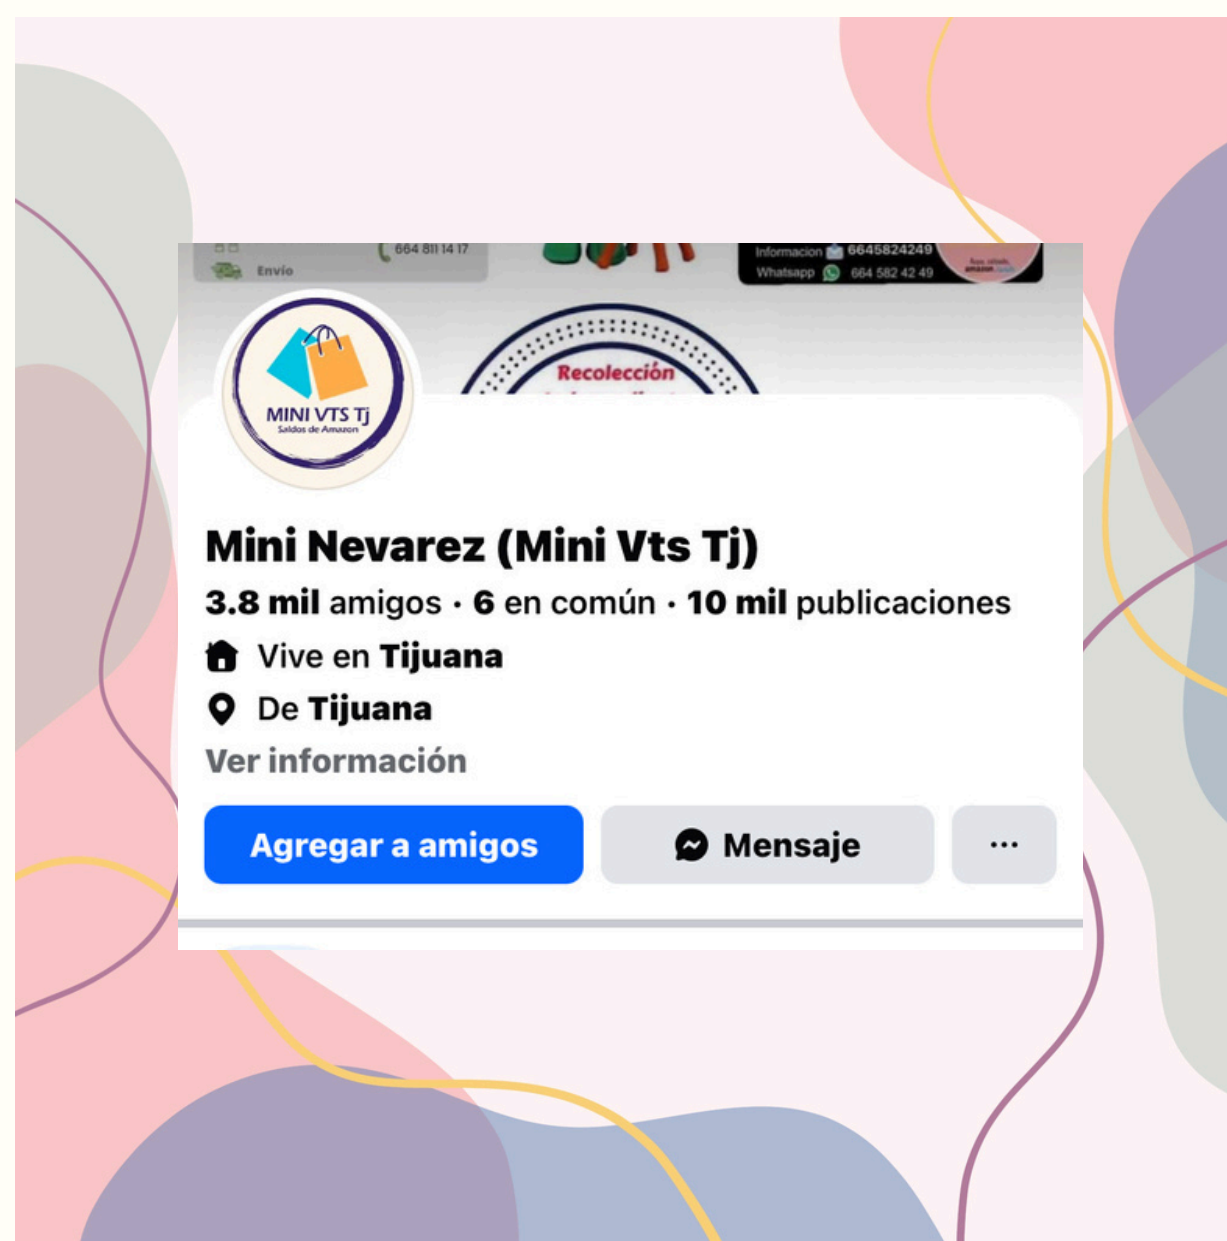 664 811 14 17
Envío
Informacion 6645824249
Whatsapp 664 582 42 49
Recolección
MINI VTS Tj
Saldos de Amazon
Mini Nevarez (Mini Vts Tj)
3.8 mil amigos · 6 en común · 10 mil publicaciones
Vive en Tijuana
De Tijuana
Ver información
Agregar a amigos
Mensaje
...